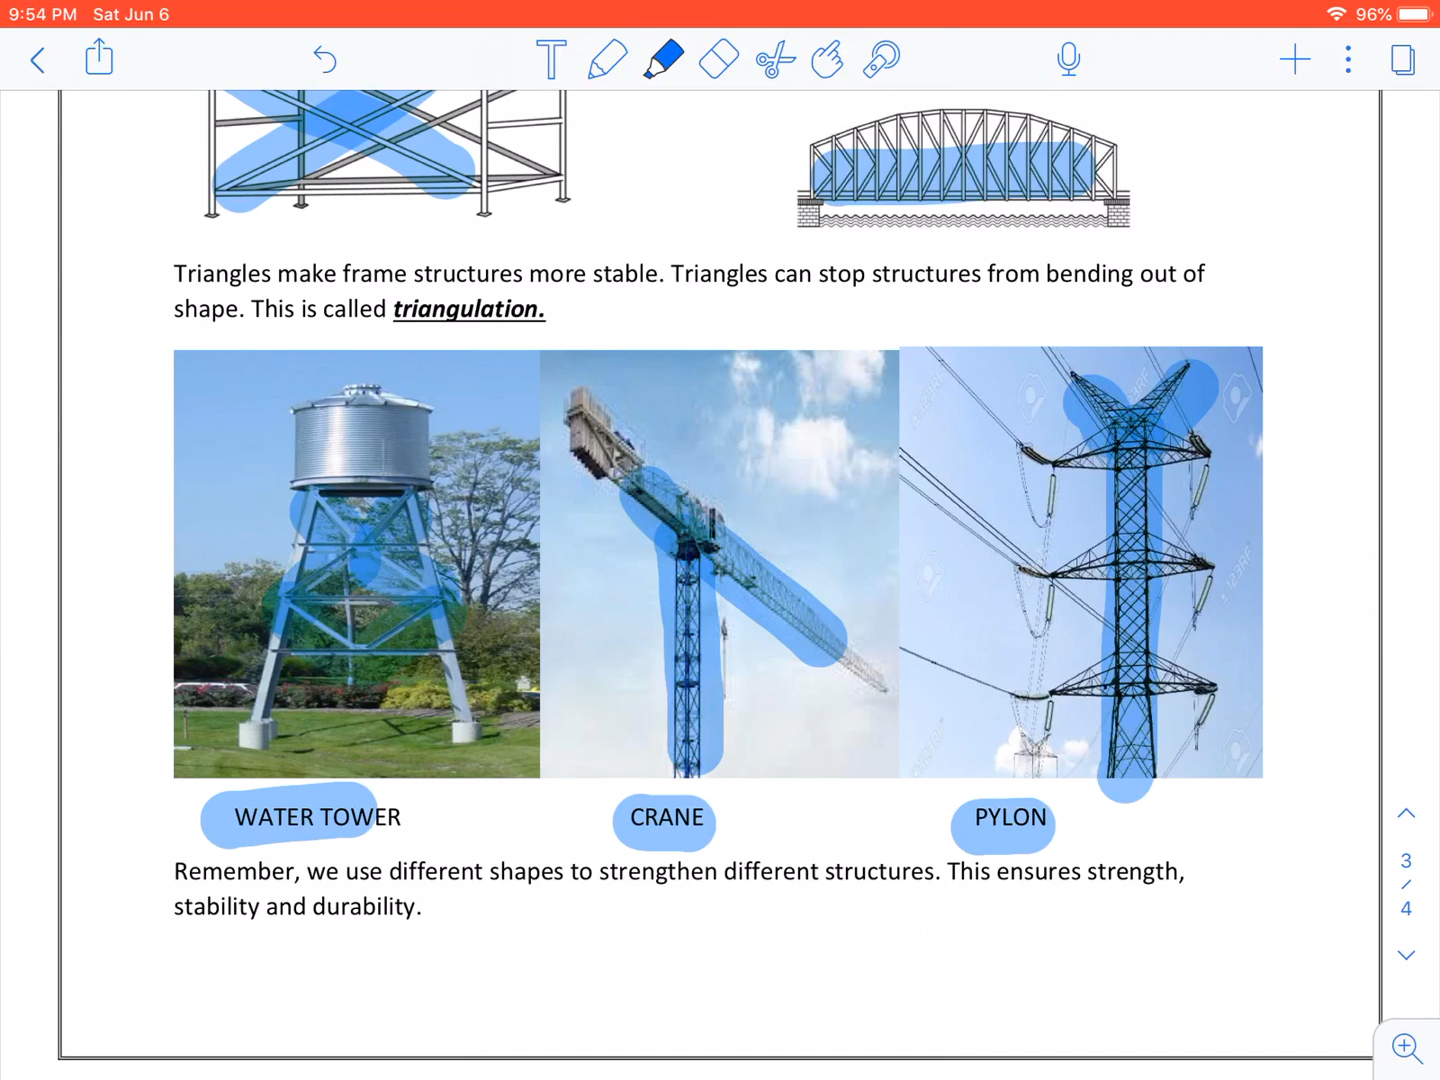 9:54 PM Sat Jun 6
96%
T
Triangles make frame structures more stable. Triangles can stop structures from bending out of
shape. This is called triangulation.
123RF
WATER TOWER
CRANE
PYLON
Remember, we use different shapes to strengthen different structures. This ensures strength,
stability and durability.
3
/
4